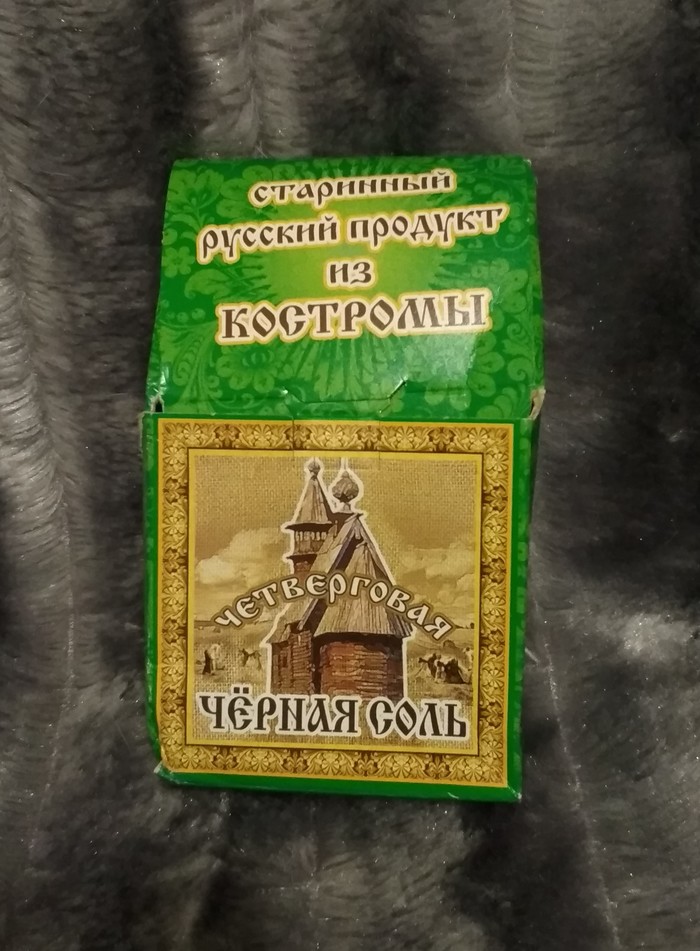 старинный
русский продукт
из
КОСТРОМЫ
ЧЕТВЕРГОВАЯ
ЧЁРНАЯ СОЛЬ